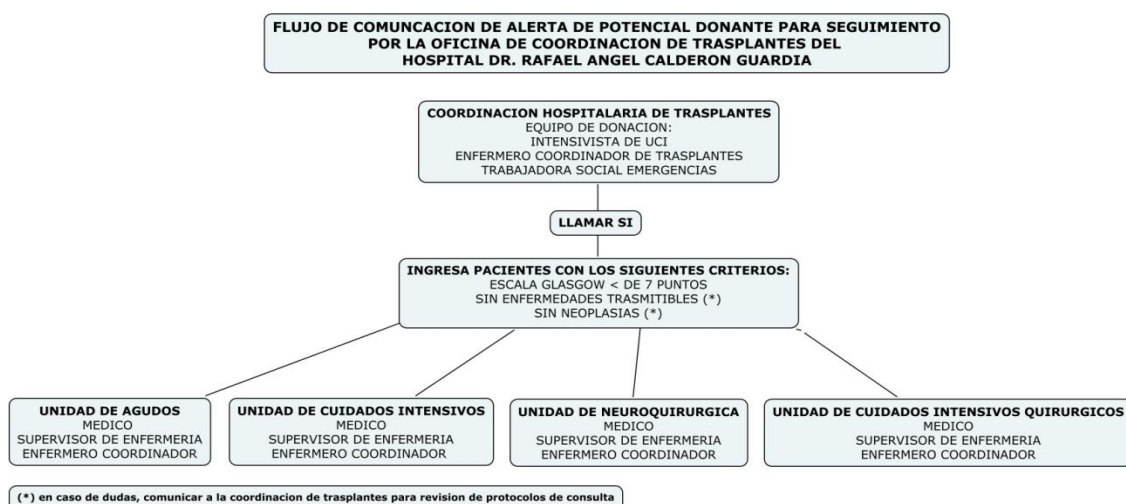 FLUJO DE COMUNCACION DE ALERTA DE POTENCIAL DONANTE PARA SEGUIMIENTO
POR LA OFICINA DE COORDINACION DE TRASPLANTES DEL
HOSPITAL DR. RAFAEL ANGEL CALDERON GUARDIA
COORDINACION HOSPITALARIA DE TRASPLANTES
EQUIPO DE DONACION:
INTENSIVISTA DE UCI
ENFERMERO COORDINADOR DE TRASPLANTES
TRABAJADORA SOCIAL EMERGENCIAS
LLAMAR SI
INGRESA PACIENTES CON LOS SIGUIENTES CRITERIOS:
ESCALA GLASGOW < DE 7 PUNTOS
SIN ENFERMEDADES TRASMITIBLES (*)
SIN NEOPLASIAS (*)
UNIDAD DE AGUDOS
MEDICO
SUPERVISOR DE ENFERMERIA
ENFERMERO COORDINADOR
UNIDAD DE CUIDADOS INTENSIVOS
MEDICO
SUPERVISOR DE ENFERMERIA
ENFERMERO COORDINADOR
UNIDAD DE NEUROQUIRURGICA
MEDICO
SUPERVISOR DE ENFERMERIA
ENFERMERO COORDINADOR
UNIDAD DE CUIDADOS INTENSIVOS QUIRURGICOS
MEDICO
SUPERVISOR DE ENFERMERIA
ENFERMERO COORDINADOR
(*) en caso de dudas, comunicar a la coordinacion de trasplantes para revision de protocolos de consulta